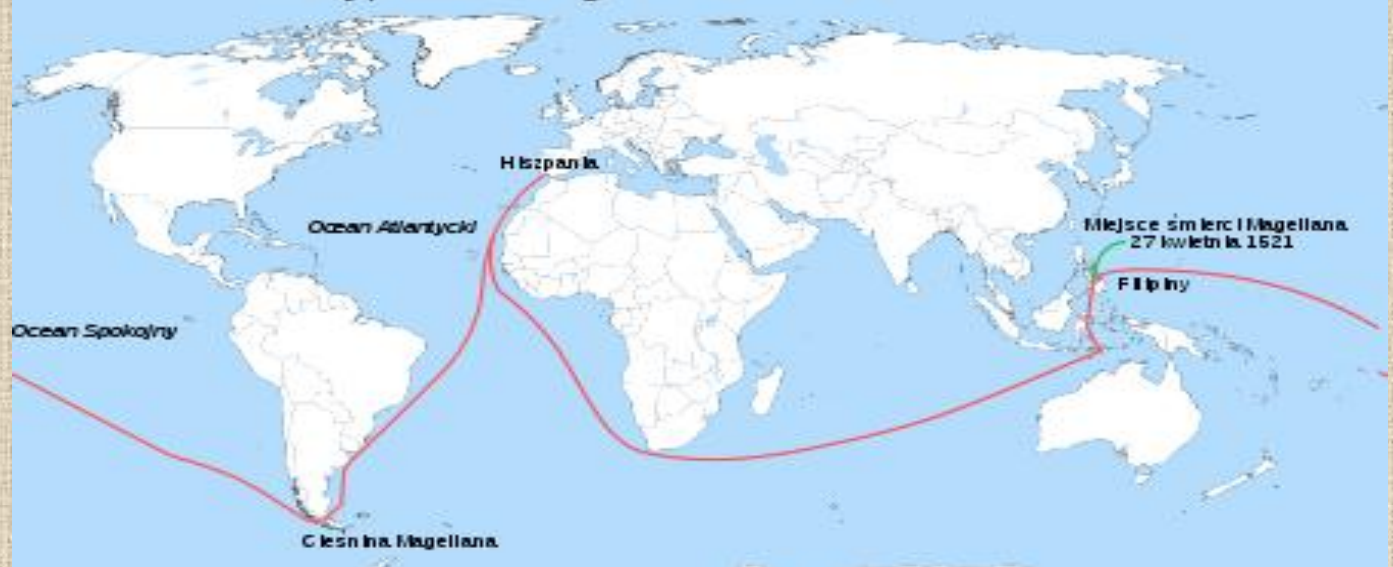 Hiszpania
Ocean Atlantycki
Miejsce śmierci Magellana
27 kwietnia 1521
Filipiny
Ocean Spokojny
Cieśnina Magellana